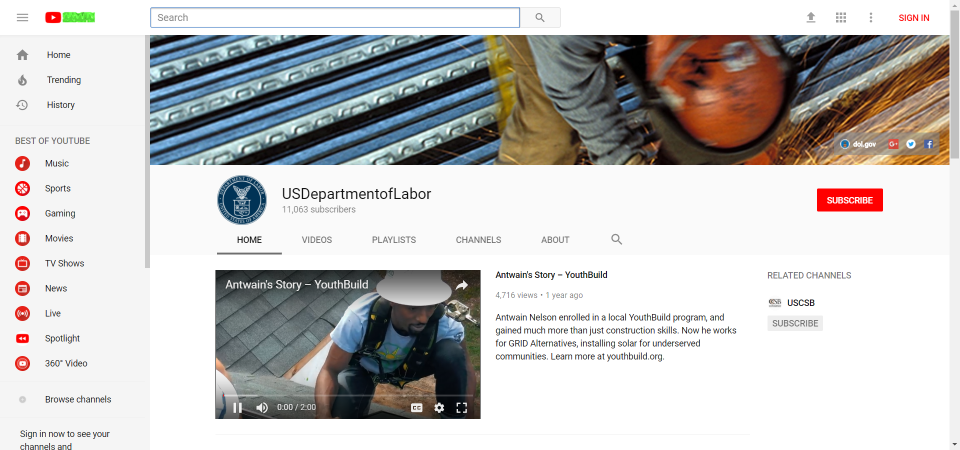 Search
SIGN IN
Home
Trending
History
BEST OF YOUTUBE
Music
Sports
Gaming
Movies
TV Shows
News
Live
Spotlight
360° Video
Browse channels
Sign in now to see your
channels and
dol.gov
USDepartmentofLabor
11,063 subscribers
SUBSCRIBE
HOME VIDEOS PLAYLISTS CHANNELS ABOUT
Antwain's Story – YouthBuild
0:00 / 2:00
Antwain's Story – YouthBuild
4,716 views • 1 year ago
Antwain Nelson enrolled in a local YouthBuild program, and
gained much more than just construction skills. Now he works
for GRID Alternatives, installing solar for underserved
communities. Learn more at youthbuild.org.
RELATED CHANNELS
USCSB
SUBSCRIBE